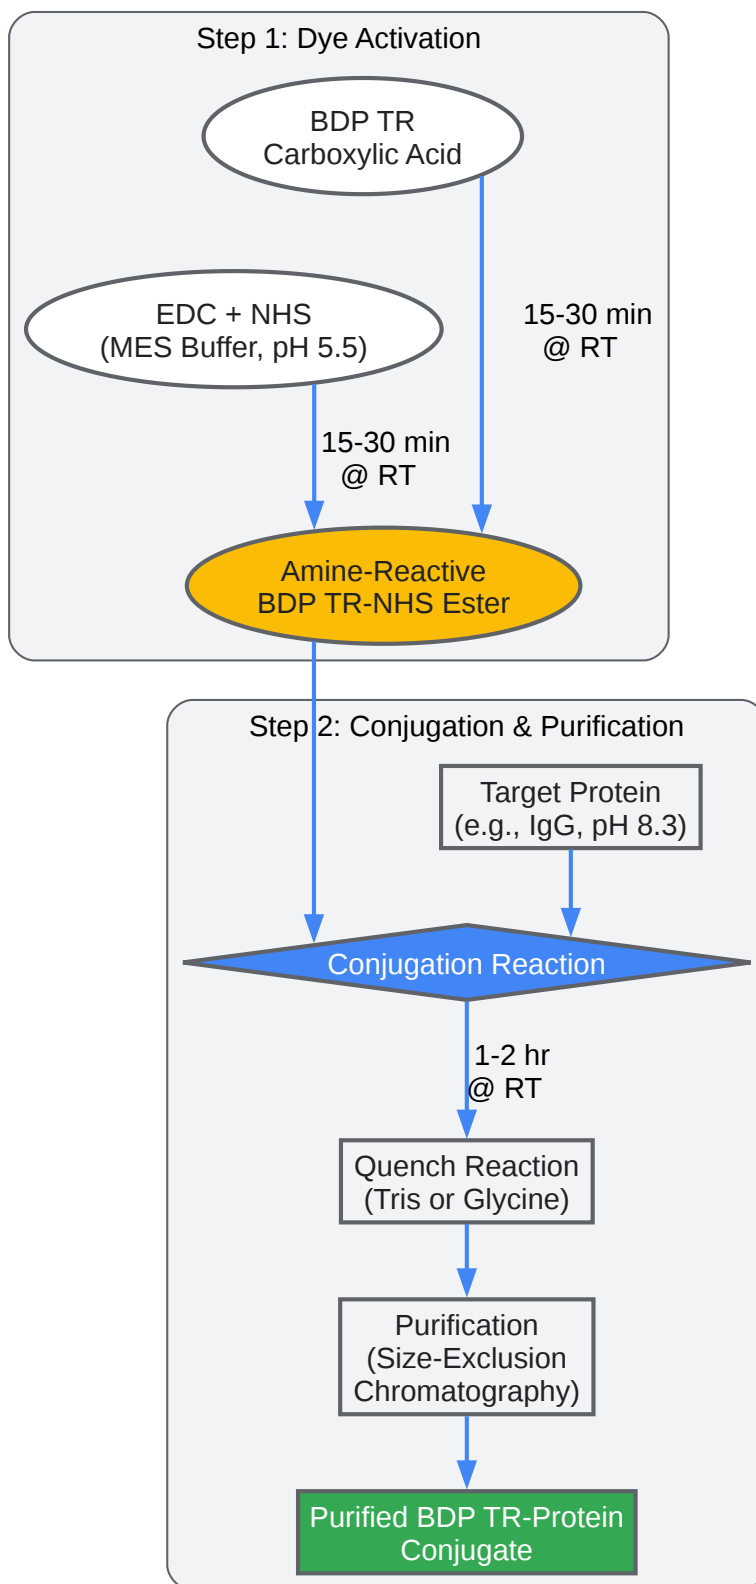 Step 1: Dye Activation
BDP TR
Carboxylic Acid
EDC + NHS
(MES Buffer, pH 5.5)
15-30 min
@ RT
15-30 min
@ RT
Amine-Reactive
BDP TR-NHS Ester
Step 2: Conjugation & Purification
Target Protein
(e.g., IgG, pH 8.3)
Conjugation Reaction
1-2 hr
@ RT
Quench Reaction
(Tris or Glycine)
Purification
(Size-Exclusion
Chromatography)
Purified BDP TR-Protein
Conjugate